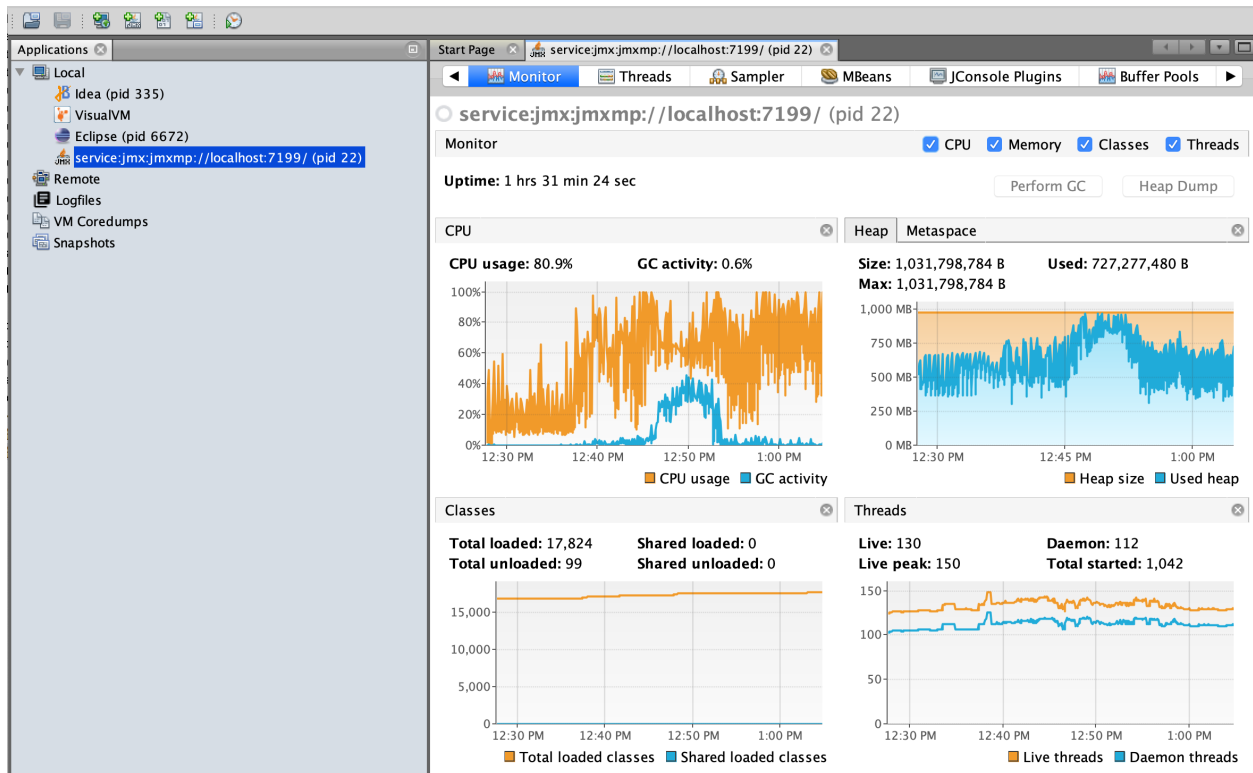 Applications
Start Page
service:jmx:jmxmp://localhost:7199/ (pid 22)
Local
Idea (pid 335)
VisualVM
Eclipse (pid 6672)
JMX service:jmx:jmxmp://localhost:7199/ (pid 22)
Remote
Logfiles
VM Coredumps
Snapshots
Monitor
Threads
Sampler
MBeans
JConsole Plugins
Buffer Pools
service:jmx:jmxmp://localhost:7199/ (pid 22)
Monitor
CPU
Memory
Classes
Threads
Uptime: 1 hrs 31 min 24 sec
Perform GC
Heap Dump
CPU
CPU usage: 80.9% GC activity: 0.6%
100%
80%
60%
40%
20%
0%
12:30 PM 12:40 PM 12:50 PM 1:00 PM
CPU usage GC activity
Heap Metaspace
Size: 1,031,798,784 B Used: 727,277,480 B
Max: 1,031,798,784 B
1,000 MB
750 MB
500 MB
250 MB
0 MB
12:30 PM 12:45 PM 1:00 PM
Heap size Used heap
Classes
Total loaded: 17,824 Shared loaded: 0
Total unloaded: 99 Shared unloaded: 0
15,000
10,000
5,000
0
12:30 PM 12:40 PM 12:50 PM 1:00 PM
Total loaded classes Shared loaded classes
Threads
Live: 130 Daemon: 112
Live peak: 150 Total started: 1,042
150
100
50
0
12:30 PM 12:40 PM 12:50 PM 1:00 PM
Live threads Daemon threads